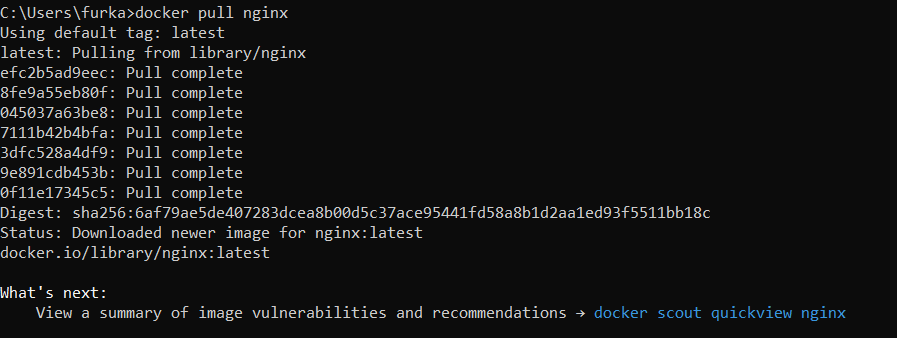 C:\Users\furka>docker pull nginx
Using default tag: latest
latest: Pulling from library/nginx
efc2b5ad9eec: Pull complete
8fe9a55eb80f: Pull complete
045037a63be8: Pull complete
7111b42b4bfa: Pull complete
3dfc528a4df9: Pull complete
9e891cdb453b: Pull complete
0f11e17345c5: Pull complete
Digest: sha256:6af79ae5de407283dcea8b00d5c37ace95441fd58a8b1d2aa1ed93f5511bb18c
Status: Downloaded newer image for nginx:latest
docker.io/library/nginx:latest
What's next:
View a summary of image vulnerabilities and recommendations → docker scout quickview nginx